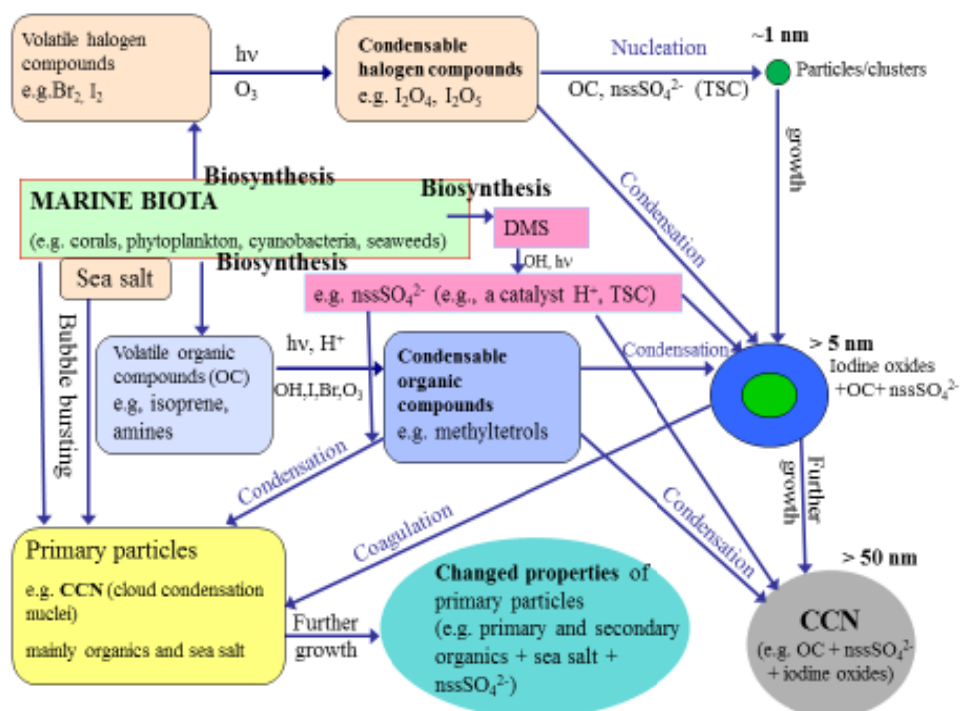 Volatile halogen
compounds
e.g.Br₂, I₂
hν
O₃
Condensable
halogen compounds
e.g. I₂O₄, I₂O₅
Nucleation
OC, nssSO₄²⁻ (TSC)
~1 nm
Particles/clusters
growth
Condensation
Biosynthesis
MARINE BIOTA
(e.g. corals, phytoplankton, cyanobacteria, seaweeds)
Biosynthesis
DMS
OH, hν
Biosynthesis
Sea salt
e.g. nssSO₄²⁻ (e.g., a catalyst H⁺, TSC)
Bubble bursting
Volatile organic
compounds (OC)
e.g, isoprene,
amines
hν, H⁺
OH,I,Br,O₃
Condensable
organic
compounds
e.g. methyltetrols
Condensation
> 5 nm
Iodine oxides
+OC+ nssSO₄²⁻
Further
growth
Condensation
Coagulation
Condensation
Primary particles
e.g. CCN (cloud condensation
nuclei)
mainly organics and sea salt
Further
growth
Changed properties of
primary particles
(e.g. primary and secondary
organics + sea salt +
nssSO₄²⁻)
> 50 nm
CCN
(e.g. OC + nssSO₄²⁻
+ iodine oxides)